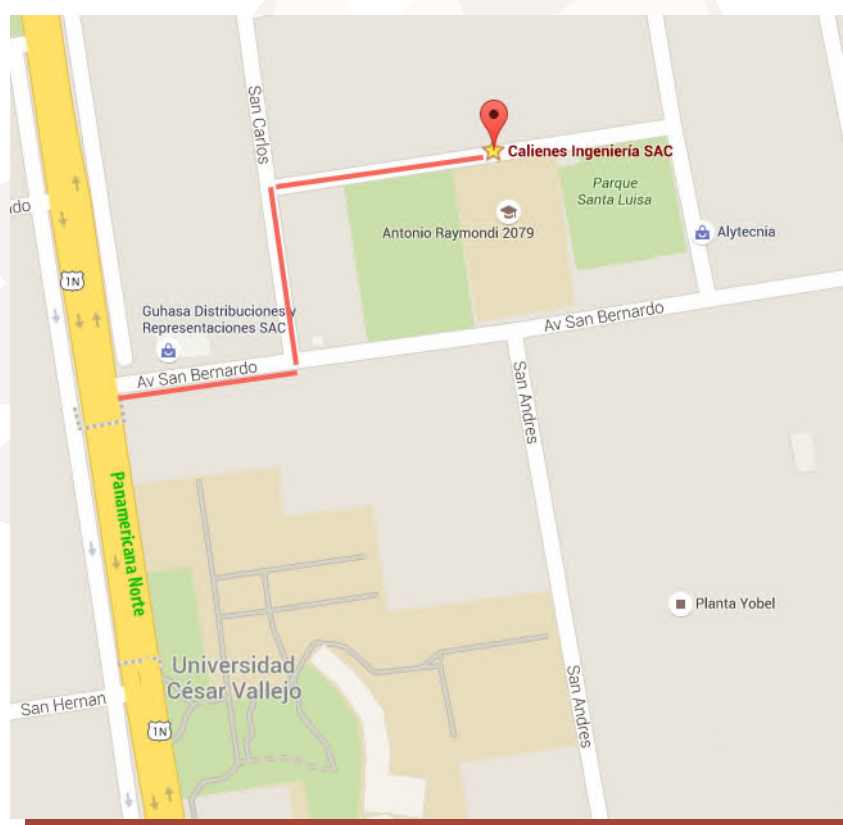 San Carlos
Calienes Ingeniería SAC
Parque
Santa Luisa
ido
Antonio Raymondi 2079
Alytecnia
1N
Guhasa Distribuciones y
Representaciones SAC
Av San Bernardo
Av San Bernardo
San Andres
Panamericana Norte
Planta Yobel
Universidad
César Vallejo
San Hernan
San Andres
1N